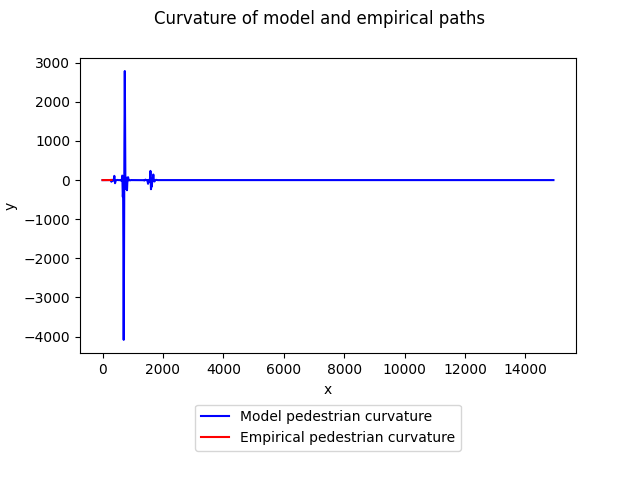 Curvature of model and empirical paths
3000
2000
1000
0
−1000
−2000
−3000
−4000
y
0 2000 4000 6000 8000 10000 12000 14000
x
Model pedestrian curvature
Empirical pedestrian curvature